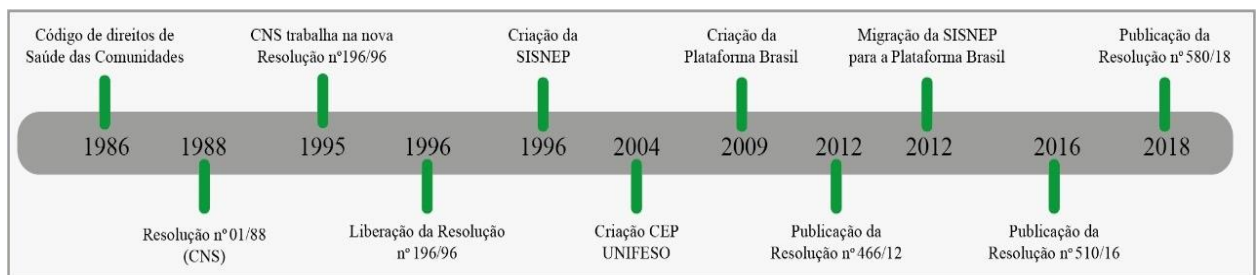 Código de direitos de
Saúde das Comunidades
CNS trabalha na nova
Resolução nº196/96
Criação da
SISNEP
Criação da
Plataforma Brasil
Migração da SISNEP
para a Plataforma Brasil
Publicação da
Resolução nº 580/18
1986 1988 1995 1996 1996 2004 2009 2012 2012 2016 2018
Resolução nº 01/88
(CNS)
Liberação da Resolução
nº 196/96
Criação CEP
UNIFESO
Publicação da
Resolução nº 466/12
Publicação da
Resolução nº 510/16